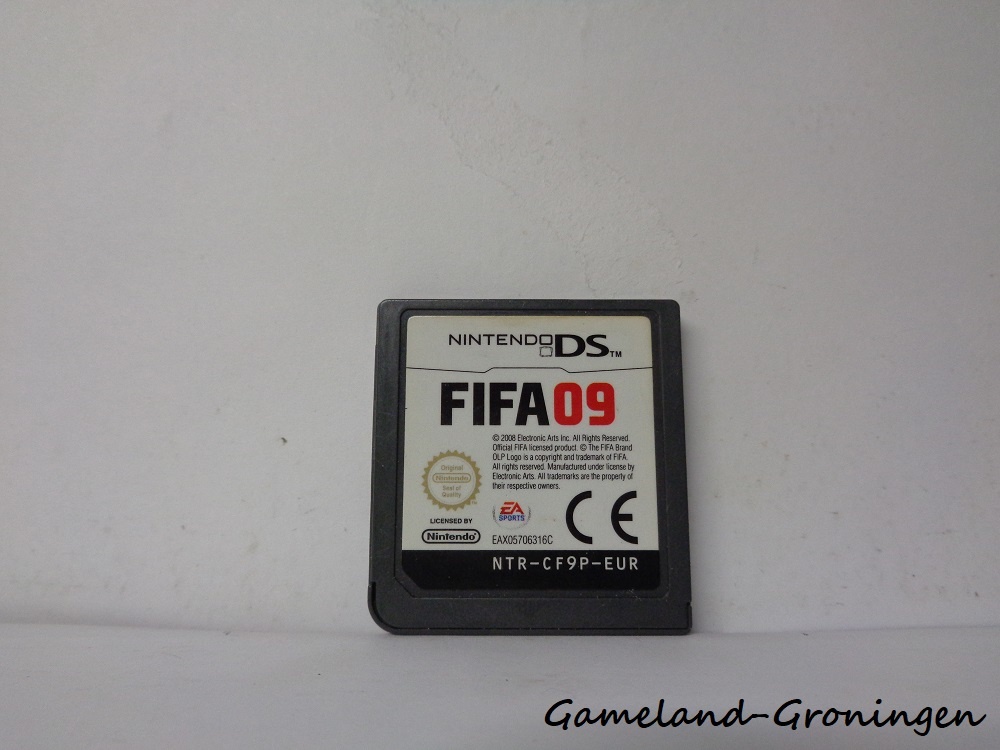 NINTENDO DS™
FIFA 09
© 2008 Electronic Arts Inc. All Rights Reserved.
Official FIFA licensed product. © The FIFA Brand
OLP Logo is a copyright and trademark of FIFA.
All rights reserved. Manufactured under license by
Electronic Arts. All trademarks are the property of
their respective owners.
Original
Nintendo
Seal of
Quality
™
LICENSED BY
Nintendo®
EA
SPORTS
CE
EAX05706316C
NTR-CF9P-EUR
Gameland-Groningen